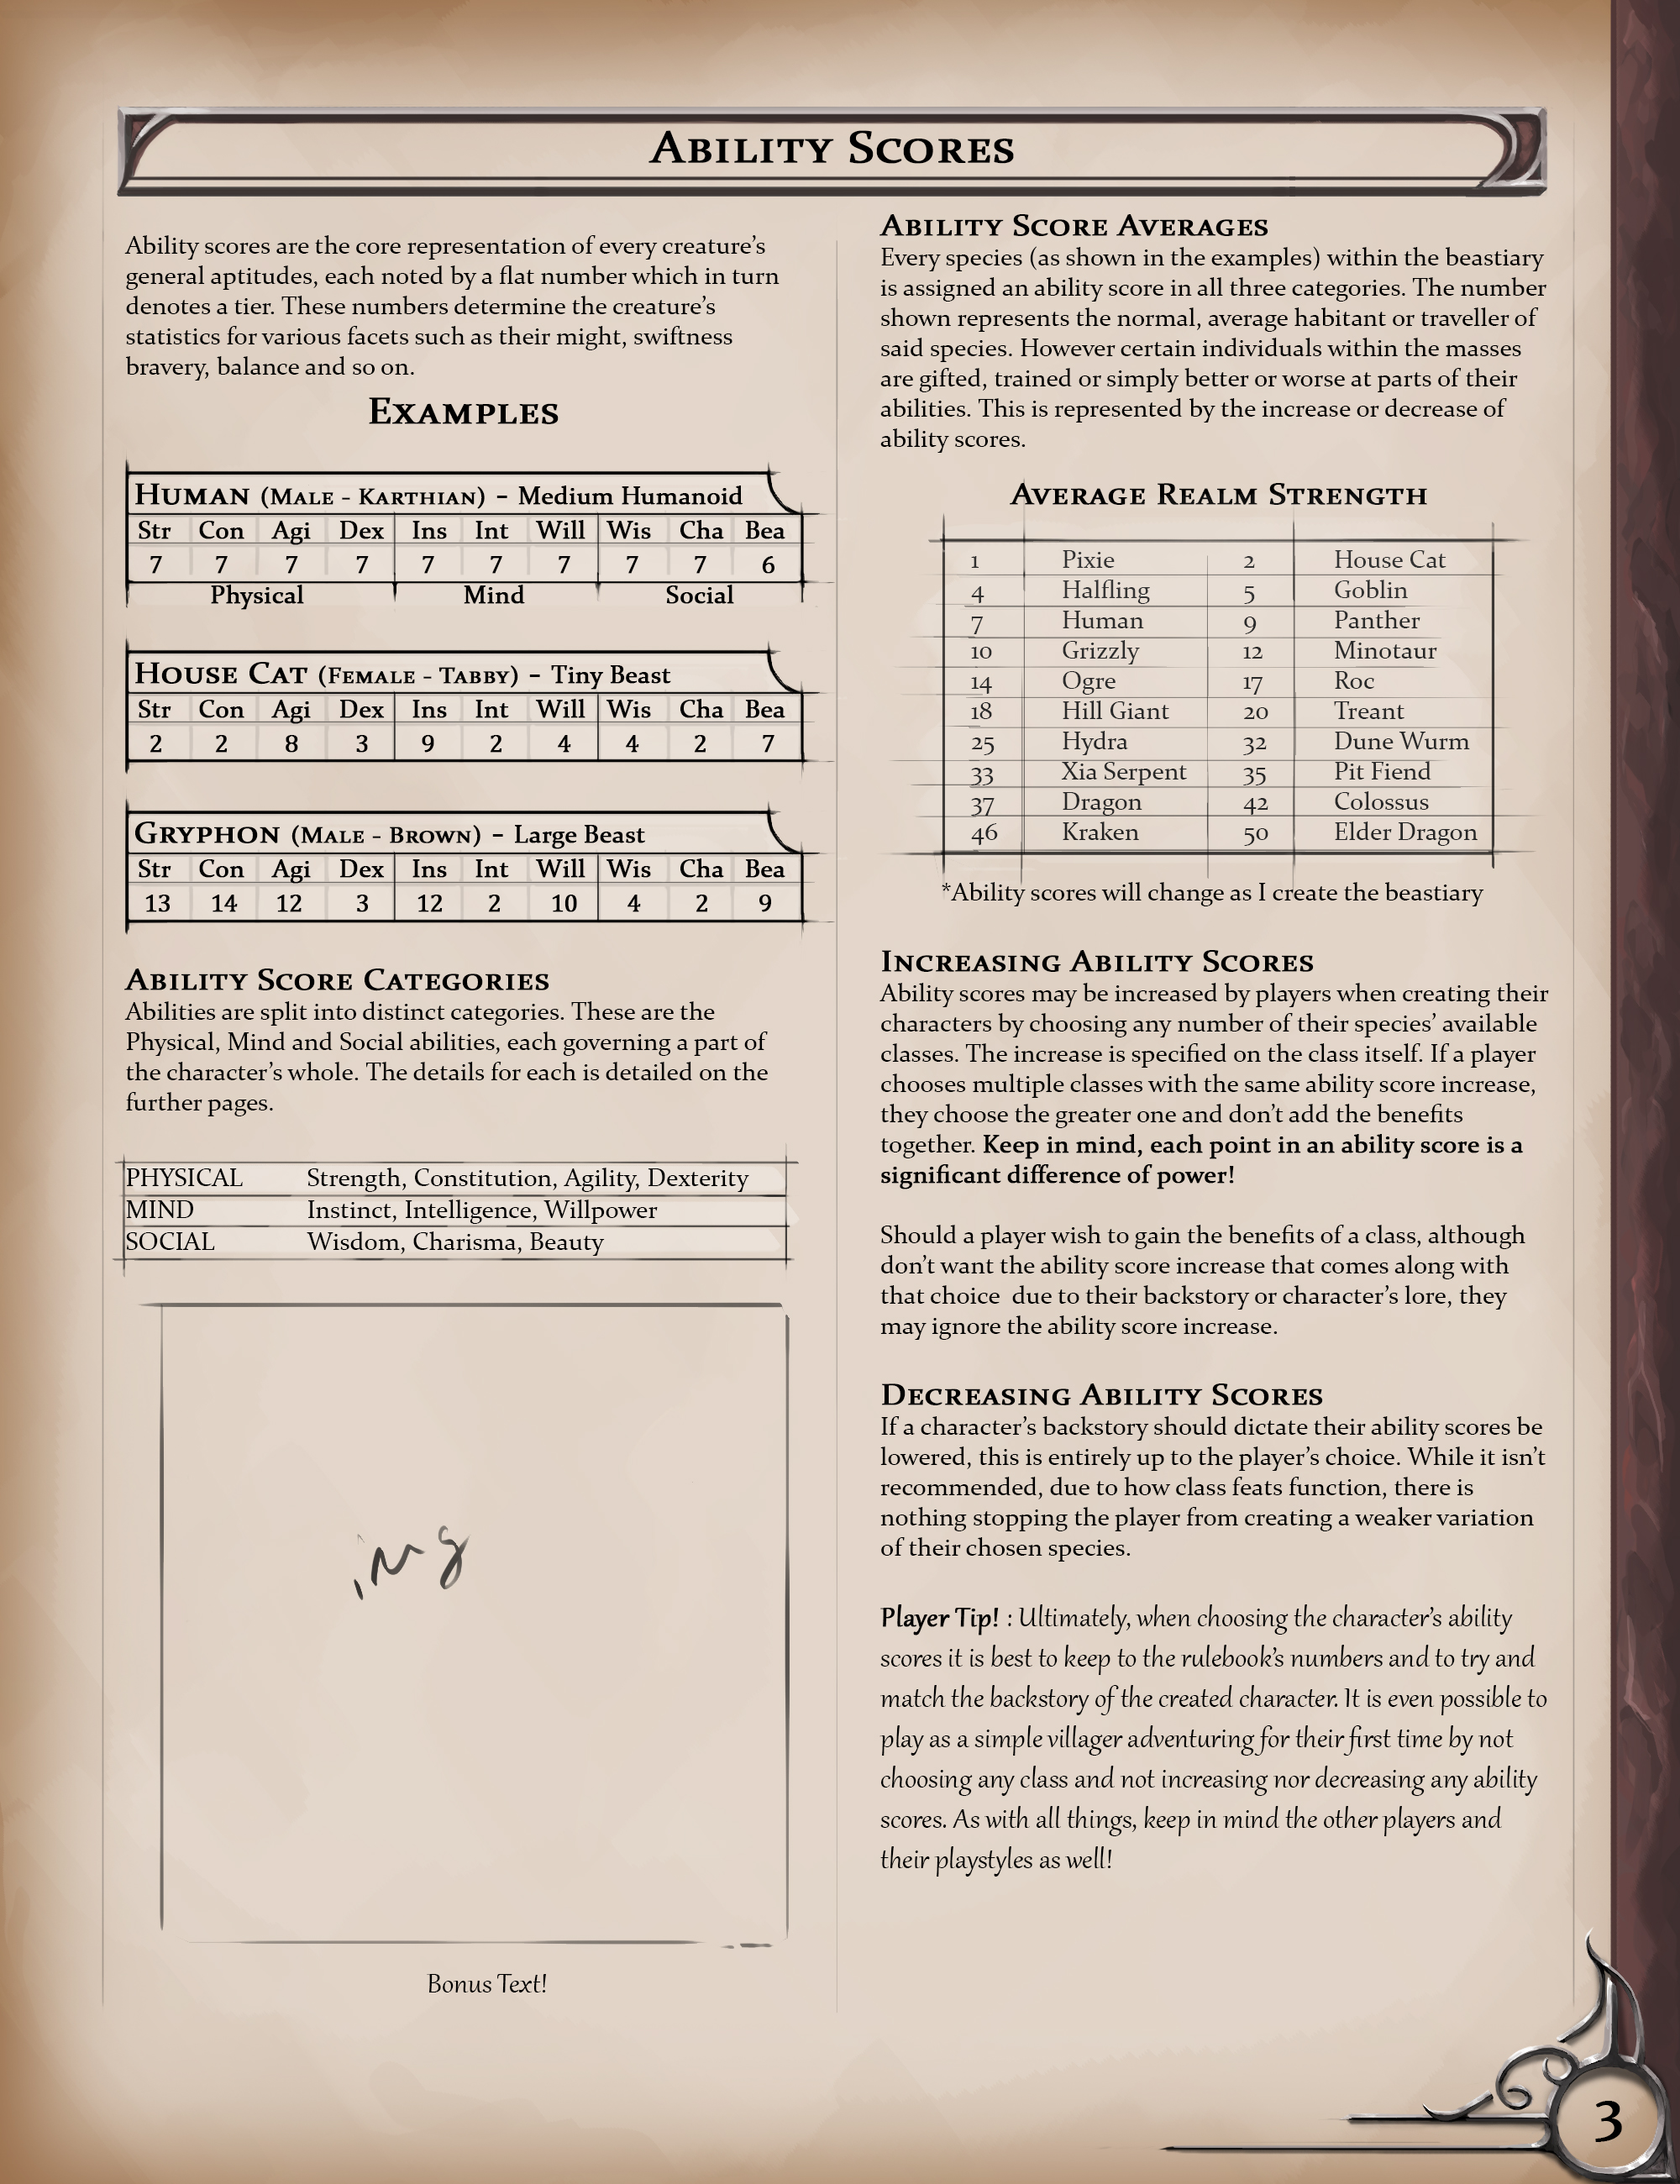 Ability Scores
Ability scores are the core representation of every creature's
general aptitudes, each noted by a flat number which in turn
denotes a tier. These numbers determine the creature's
statistics for various facets such as their might, swiftness
bravery, balance and so on.
Examples
Human (Male - Karthian) - Medium Humanoid
Str Con Agi Dex Ins Int Will Wis Cha Bea
7 7 7 7 7 7 7 7 7 6
Physical Mind Social
House Cat (Female - Tabby) - Tiny Beast
Str Con Agi Dex Ins Int Will Wis Cha Bea
2 2 8 3 9 2 4 4 2 7
Gryphon (Male - Brown) - Large Beast
Str Con Agi Dex Ins Int Will Wis Cha Bea
13 14 12 3 12 2 10 4 2 9
Ability Score Categories
Abilities are split into distinct categories. These are the
Physical, Mind and Social abilities, each governing a part of
the character's whole. The details for each is detailed on the
further pages.
PHYSICAL Strength, Constitution, Agility, Dexterity
MIND Instinct, Intelligence, Willpower
SOCIAL Wisdom, Charisma, Beauty
img
Bonus Text!
Ability Score Averages
Every species (as shown in the examples) within the beastiary
is assigned an ability score in all three categories. The number
shown represents the normal, average habitant or traveller of
said species. However certain individuals within the masses
are gifted, trained or simply better or worse at parts of their
abilities. This is represented by the increase or decrease of
ability scores.
Average Realm Strength
1 Pixie 2 House Cat
4 Halfling 5 Goblin
7 Human 9 Panther
10 Grizzly 12 Minotaur
14 Ogre 17 Roc
18 Hill Giant 20 Treant
25 Hydra 32 Dune Wurm
33 Xia Serpent 35 Pit Fiend
37 Dragon 42 Colossus
46 Kraken 50 Elder Dragon
*Ability scores will change as I create the beastiary
Increasing Ability Scores
Ability scores may be increased by players when creating their
characters by choosing any number of their species' available
classes. The increase is specified on the class itself. If a player
chooses multiple classes with the same ability score increase,
they choose the greater one and don't add the benefits
together. Keep in mind, each point in an ability score is a
significant difference of power!
Should a player wish to gain the benefits of a class, although
don't want the ability score increase that comes along with
that choice due to their backstory or character's lore, they
may ignore the ability score increase.
Decreasing Ability Scores
If a character's backstory should dictate their ability scores be
lowered, this is entirely up to the player's choice. While it isn't
recommended, due to how class feats function, there is
nothing stopping the player from creating a weaker variation
of their chosen species.
Player Tip! : Ultimately, when choosing the character's ability
scores it is best to keep to the rulebook's numbers and to try and
match the backstory of the created character. It is even possible to
play as a simple villager adventuring for their first time by not
choosing any class and not increasing nor decreasing any ability
scores. As with all things, keep in mind the other players and
their playstyles as well!
3